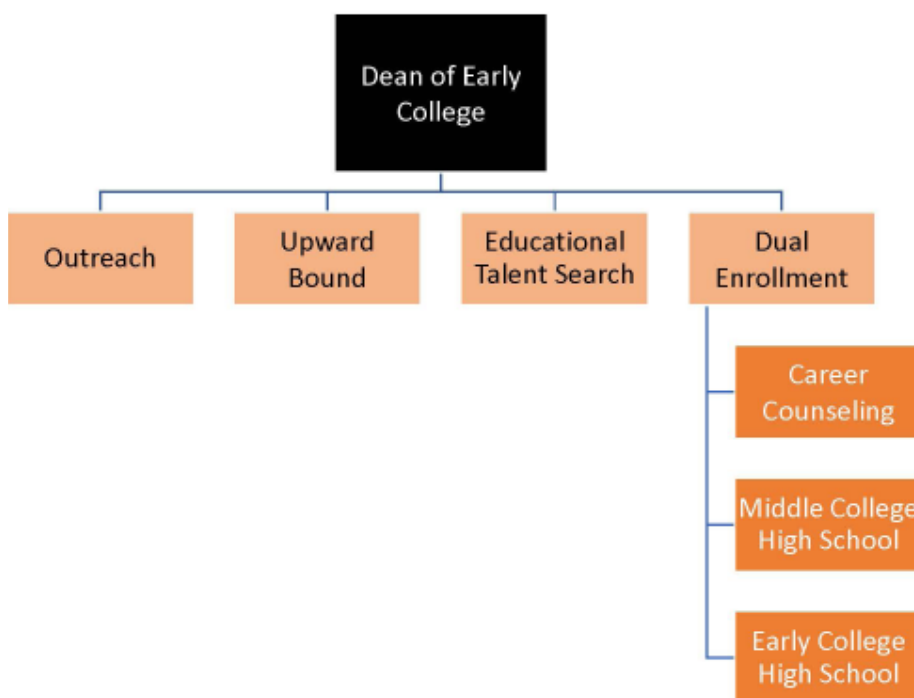 Dean of Early
College
Outreach
Upward
Bound
Educational
Talent Search
Dual
Enrollment
Career
Counseling
Middle College
High School
Early College
High School